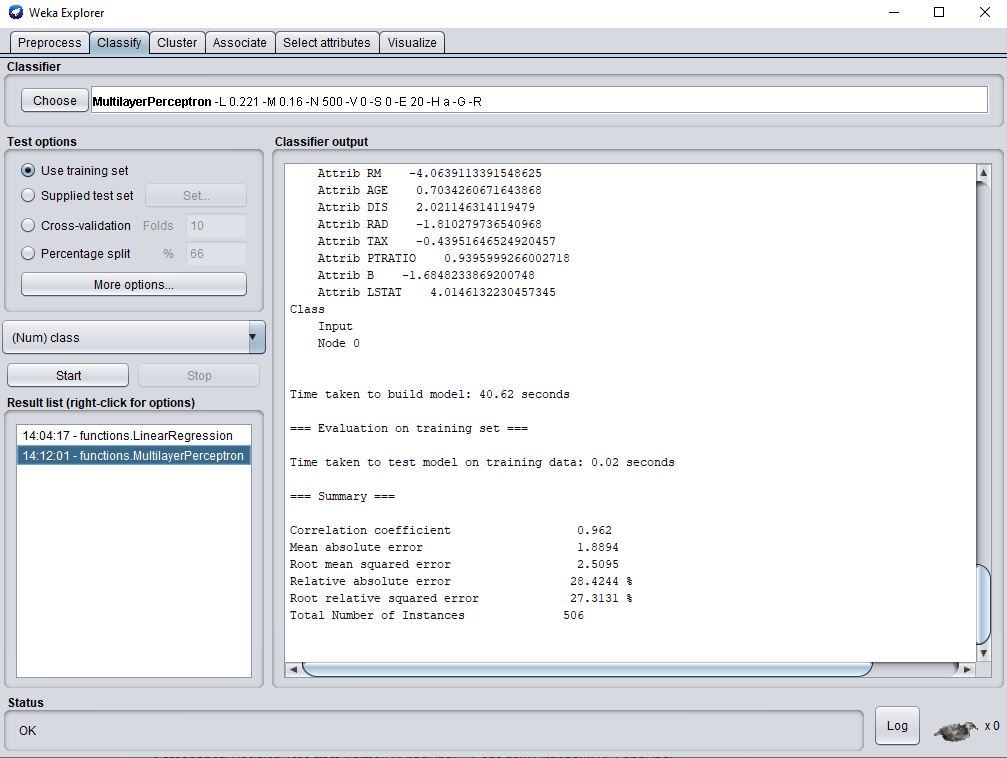 Weka Explorer
Preprocess Classify Cluster Associate Select attributes Visualize
Classifier
Choose MultilayerPerceptron -L 0.221 -M 0.16 -N 500 -V 0 -S 0 -E 20 -H a -G -R
Test options
Use training set
Supplied test set Set...
Cross-validation Folds 10
Percentage split % 66
More options...
(Num) class
Start Stop
Result list (right-click for options)
14:04:17 - functions.LinearRegression
14:12:01 - functions.MultilayerPerceptron
Classifier output
Attrib RM -4.0639113391548625
Attrib AGE 0.7034260671643868
Attrib DIS 2.021146314119479
Attrib RAD -1.810279736540968
Attrib TAX -0.43951646524920457
Attrib PTRATIO 0.9395999266002718
Attrib B -1.6848233869200748
Attrib LSTAT 4.0146132230457345
Class
Input
Node 0
Time taken to build model: 40.62 seconds
=== Evaluation on training set ===
Time taken to test model on training data: 0.02 seconds
=== Summary ===
Correlation coefficient 0.962
Mean absolute error 1.8894
Root mean squared error 2.5095
Relative absolute error 28.4244 %
Root relative squared error 27.3131 %
Total Number of Instances 506
Status
OK
Log x 0